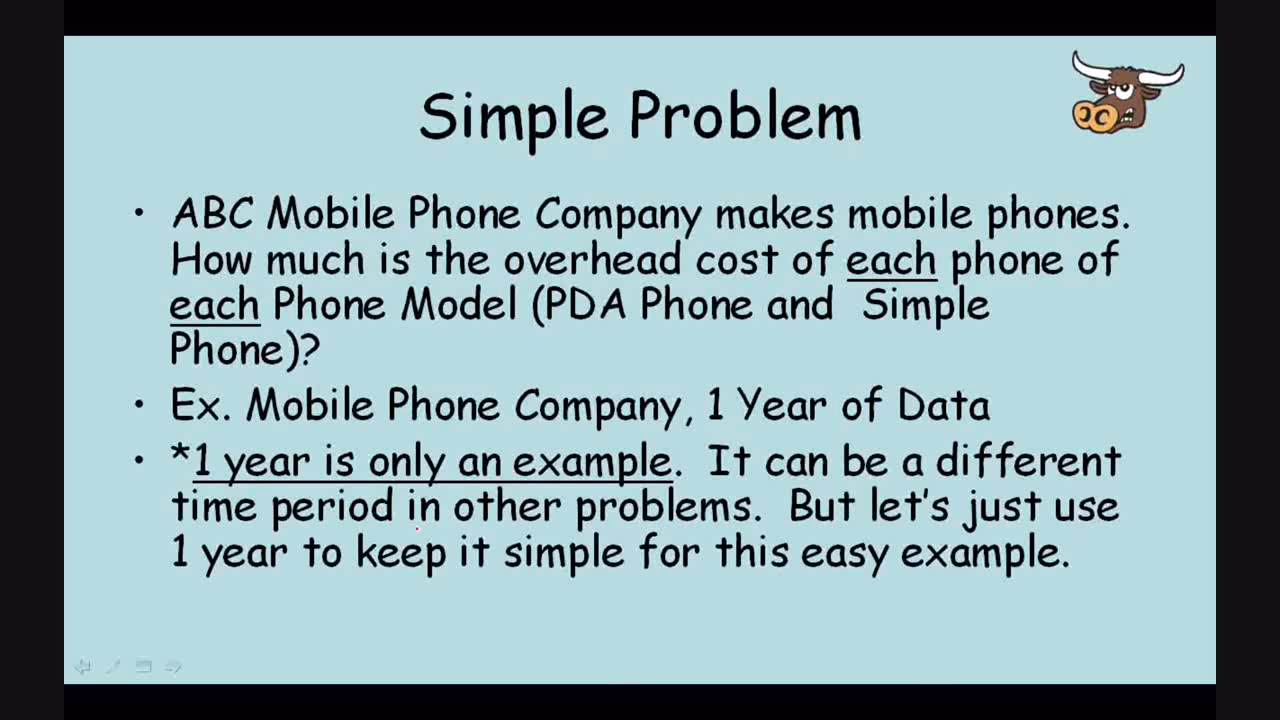 Simple Problem
• ABC Mobile Phone Company makes mobile phones.
How much is the overhead cost of each phone of
each Phone Model (PDA Phone and  Simple
Phone)?
• Ex. Mobile Phone Company, 1 Year of Data
• *1 year is only an example.  It can be a different
time period in other problems.  But let's just use
1 year to keep it simple for this easy example.